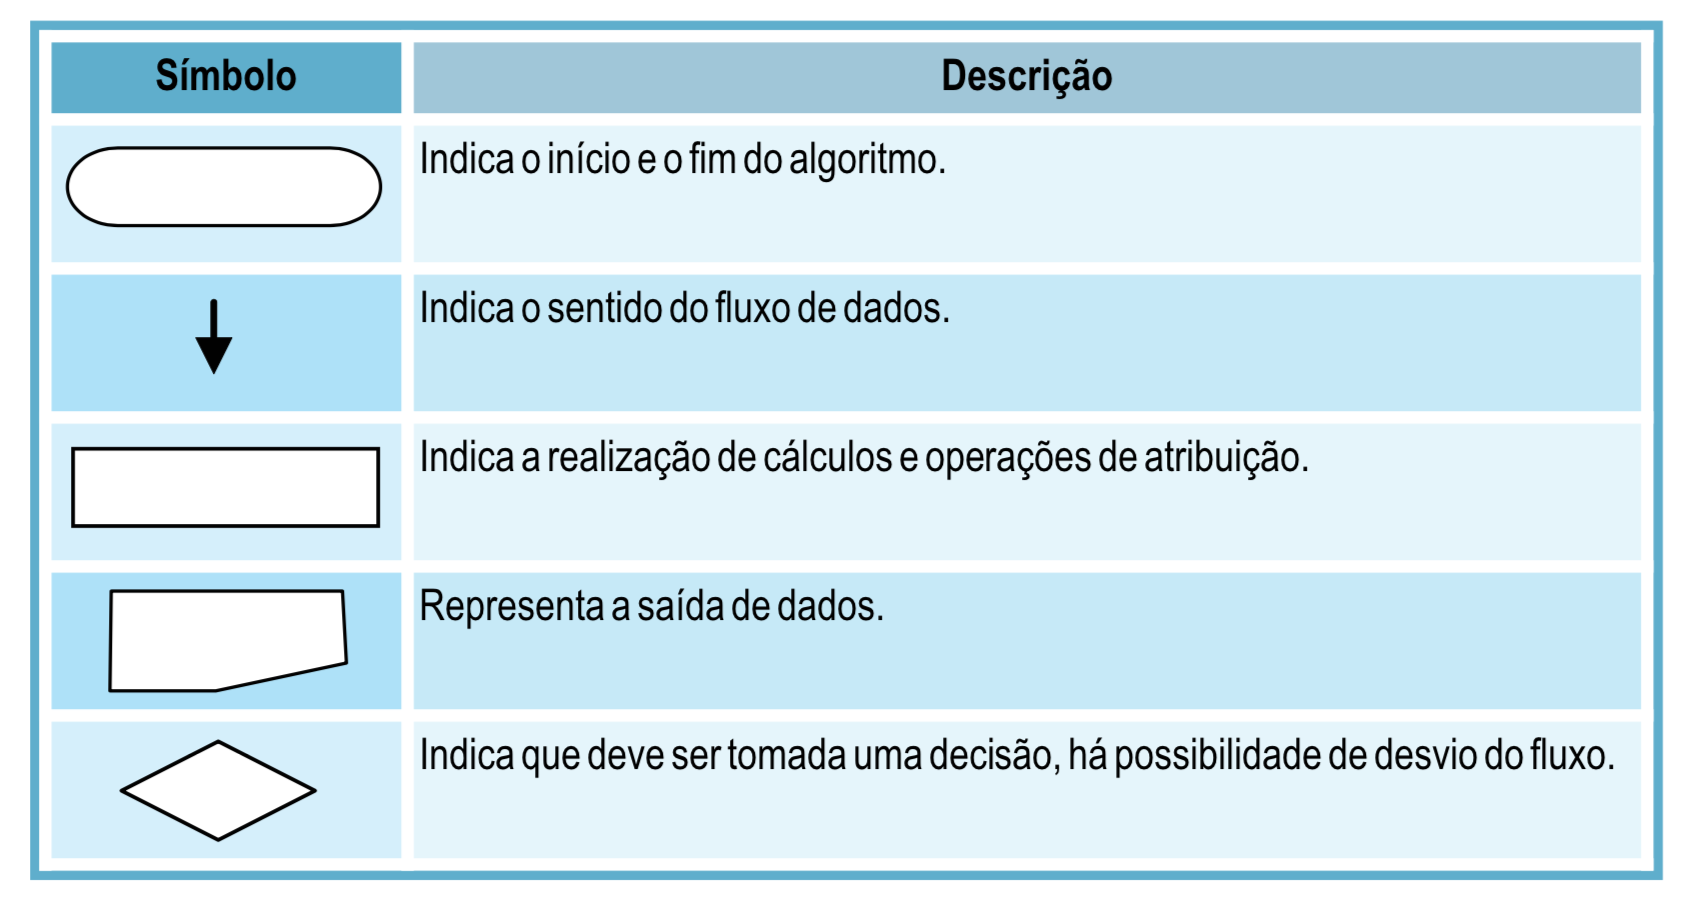 Símbolo
Descrição
Indica o início e o fim do algoritmo.
Indica o sentido do fluxo de dados.
Indica a realização de cálculos e operações de atribuição.
Representa a saída de dados.
Indica que deve ser tomada uma decisão, há possibilidade de desvio do fluxo.